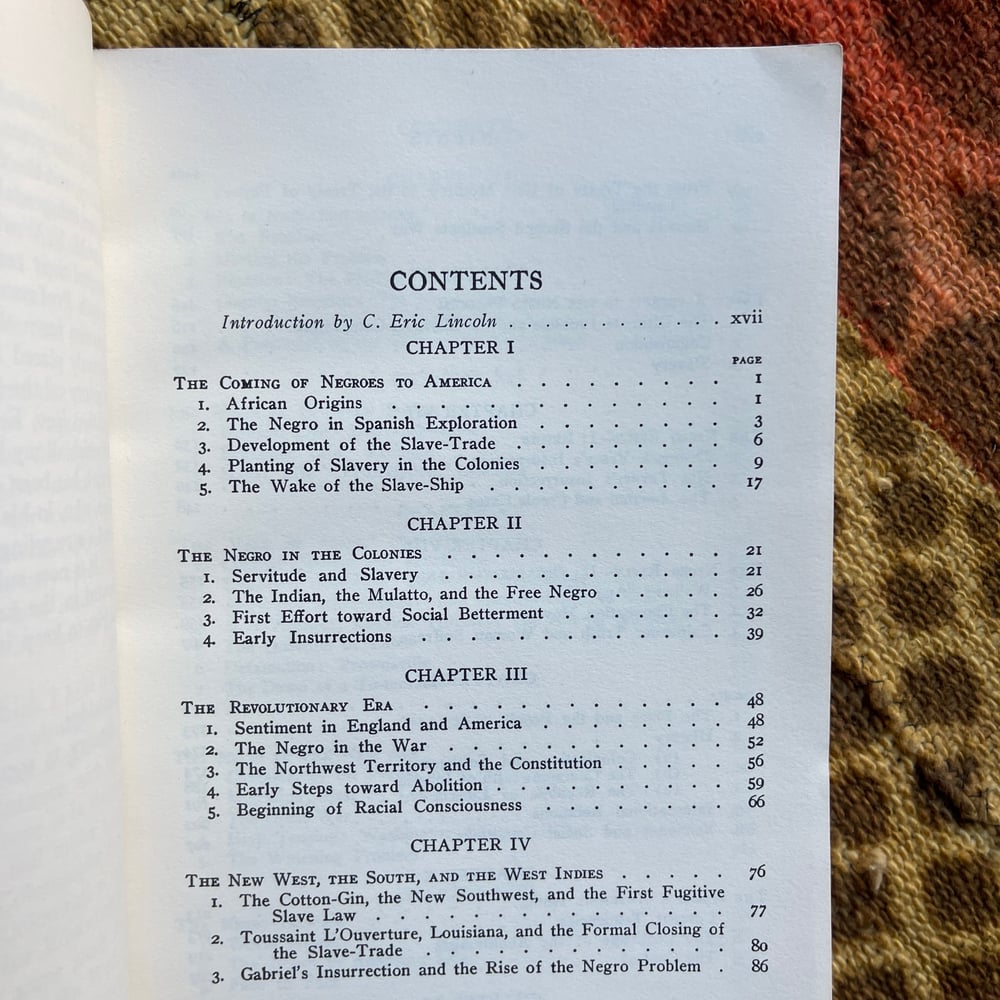 CONTENTS
Introduction by C. Eric Lincoln . . . . . . . . . . . . xvii
CHAPTER I
PAGE
The Coming of Negroes to America . . . . . . . . . . 1
1. African Origins . . . . . . . . . . . . . . . 1
2. The Negro in Spanish Exploration . . . . . . . . . 3
3. Development of the Slave-Trade . . . . . . . . . . 6
4. Planting of Slavery in the Colonies . . . . . . . . . 9
5. The Wake of the Slave-Ship . . . . . . . . . . . 17
CHAPTER II
The Negro in the Colonies . . . . . . . . . . . . 21
1. Servitude and Slavery . . . . . . . . . . . . 21
2. The Indian, the Mulatto, and the Free Negro . . . . . 26
3. First Effort toward Social Betterment . . . . . . . 32
4. Early Insurrections . . . . . . . . . . . . . 39
CHAPTER III
The Revolutionary Era . . . . . . . . . . . . . 48
1. Sentiment in England and America . . . . . . . . 48
2. The Negro in the War . . . . . . . . . . . . 52
3. The Northwest Territory and the Constitution . . . . . 56
4. Early Steps toward Abolition . . . . . . . . . . 59
5. Beginning of Racial Consciousness . . . . . . . . 66
CHAPTER IV
The New West, the South, and the West Indies . . . . . 76
1. The Cotton-Gin, the New Southwest, and the First Fugitive
Slave Law . . . . . . . . . . . . . . . 77
2. Toussaint L'Ouverture, Louisiana, and the Formal Closing of
the Slave-Trade . . . . . . . . . . . . . 80
3. Gabriel's Insurrection and the Rise of the Negro Problem . 86